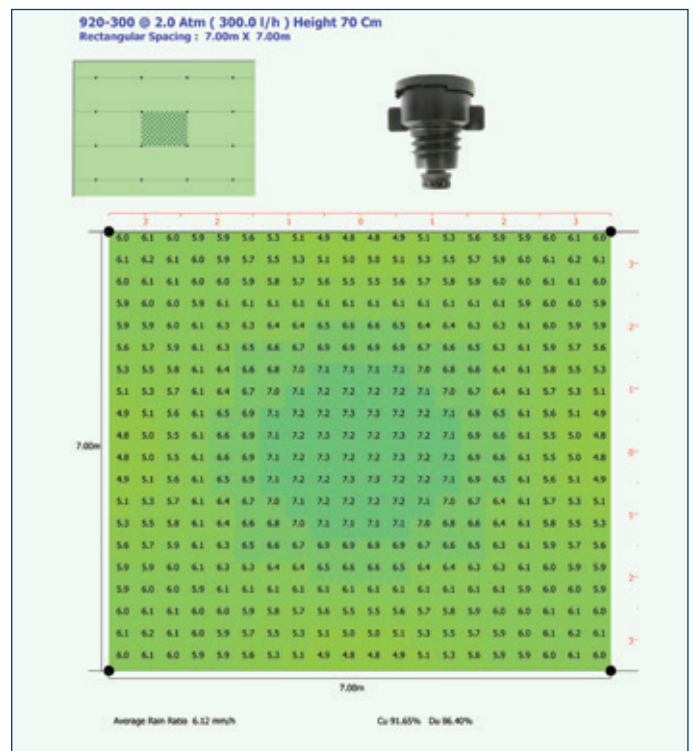 920-300 @ 2.0 Atm ( 300.0 l/h ) Height 70 Cm
Rectangular Spacing : 7.00m X 7.00m
3 2 1 0 1 2 3
6.0 6.1 6.0 5.9 5.9 5.6 5.3 5.1 4.9 4.8 4.8 4.9 5.1 5.3 5.6 5.9 5.9 6.0 6.1 6.0
6.1 6.2 6.1 6.0 5.9 5.7 5.5 5.3 5.1 5.0 5.0 5.1 5.3 5.5 5.7 5.9 6.0 6.1 6.2 6.1 3
6.0 6.1 6.1 6.0 6.0 5.9 5.8 5.7 5.6 5.5 5.5 5.6 5.7 5.8 5.9 6.0 6.0 6.1 6.1 6.0
5.9 6.0 6.0 5.9 6.1 6.1 6.1 6.1 6.1 6.1 6.1 6.1 6.1 6.1 6.1 6.1 5.9 6.0 6.0 5.9
5.9 5.9 6.0 6.1 6.3 6.3 6.4 6.4 6.5 6.6 6.6 6.5 6.4 6.4 6.3 6.3 6.1 6.0 5.9 5.9 2
5.6 5.7 5.9 6.1 6.3 6.5 6.6 6.7 6.9 6.9 6.9 6.9 6.7 6.6 6.5 6.3 6.1 5.9 5.7 5.6
5.3 5.5 5.8 6.1 6.4 6.6 6.8 7.0 7.1 7.1 7.1 7.1 7.0 6.8 6.6 6.4 6.1 5.8 5.5 5.3
5.1 5.3 5.7 6.1 6.4 6.7 7.0 7.1 7.2 7.2 7.2 7.2 7.1 7.0 6.7 6.4 6.1 5.7 5.3 5.1 1
4.9 5.1 5.6 6.1 6.5 6.9 7.1 7.2 7.2 7.3 7.3 7.2 7.2 7.1 6.9 6.5 6.1 5.6 5.1 4.9
4.8 5.0 5.5 6.1 6.6 6.9 7.1 7.2 7.3 7.2 7.2 7.3 7.2 7.1 6.9 6.6 6.1 5.5 5.0 4.8
7.00m 0
4.8 5.0 5.5 6.1 6.6 6.9 7.1 7.2 7.3 7.2 7.2 7.3 7.2 7.1 6.9 6.6 6.1 5.5 5.0 4.8
4.9 5.1 5.6 6.1 6.5 6.9 7.1 7.2 7.2 7.3 7.3 7.2 7.2 7.1 6.9 6.5 6.1 5.6 5.1 4.9
5.1 5.3 5.7 6.1 6.4 6.7 7.0 7.1 7.2 7.2 7.2 7.2 7.1 7.0 6.7 6.4 6.1 5.7 5.3 5.1 1
5.3 5.5 5.8 6.1 6.4 6.6 6.8 7.0 7.1 7.1 7.1 7.1 7.0 6.8 6.6 6.4 6.1 5.8 5.5 5.3
5.6 5.7 5.9 6.1 6.3 6.5 6.6 6.7 6.9 6.9 6.9 6.9 6.7 6.6 6.5 6.3 6.1 5.9 5.7 5.6
5.9 5.9 6.0 6.1 6.3 6.3 6.4 6.4 6.5 6.6 6.6 6.5 6.4 6.4 6.3 6.3 6.1 6.0 5.9 5.9 2
5.9 6.0 6.0 5.9 6.1 6.1 6.1 6.1 6.1 6.1 6.1 6.1 6.1 6.1 6.1 6.1 5.9 6.0 6.0 5.9
6.0 6.1 6.1 6.0 6.0 5.9 5.8 5.7 5.6 5.5 5.5 5.6 5.7 5.8 5.9 6.0 6.0 6.1 6.1 6.0
6.1 6.2 6.1 6.0 5.9 5.7 5.5 5.3 5.1 5.0 5.0 5.1 5.3 5.5 5.7 5.9 6.0 6.1 6.2 6.1 3
6.0 6.1 6.0 5.9 5.9 5.6 5.3 5.1 4.9 4.8 4.8 4.9 5.1 5.3 5.6 5.9 5.9 6.0 6.1 6.0
7.00m
Average Rain Ratio 6.12 mm/h Cu 91.65% Du 86.40%